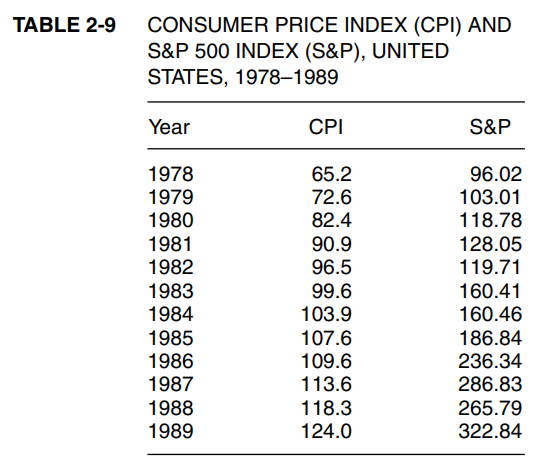 TABLE 2-9 CONSUMER PRICE INDEX (CPI) AND
S&P 500 INDEX (S&P), UNITED
STATES, 1978–1989
Year CPI S&P
1978 65.2 96.02
1979 72.6 103.01
1980 82.4 118.78
1981 90.9 128.05
1982 96.5 119.71
1983 99.6 160.41
1984 103.9 160.46
1985 107.6 186.84
1986 109.6 236.34
1987 113.6 286.83
1988 118.3 265.79
1989 124.0 322.84